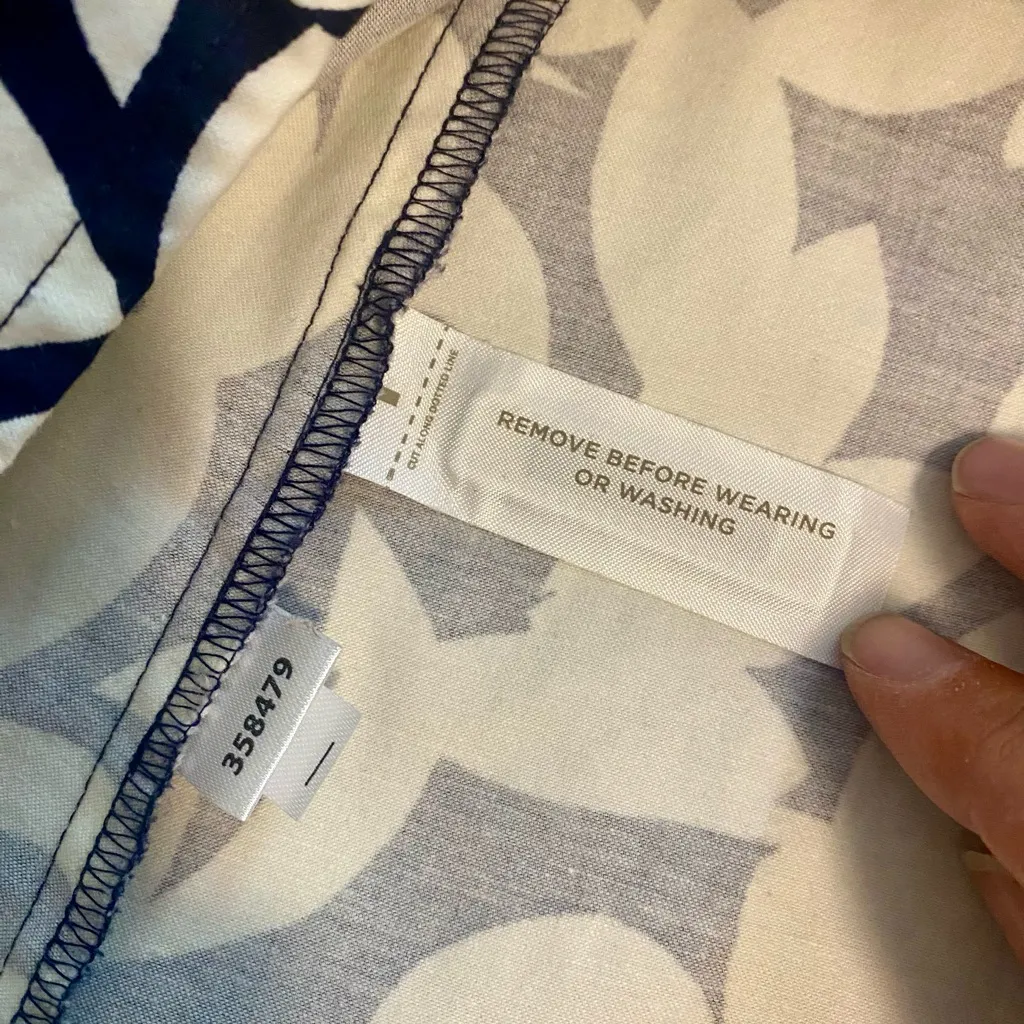 CUT ALONG DOTTED LINE
REMOVE BEFORE WEARING
OR WASHING
358479